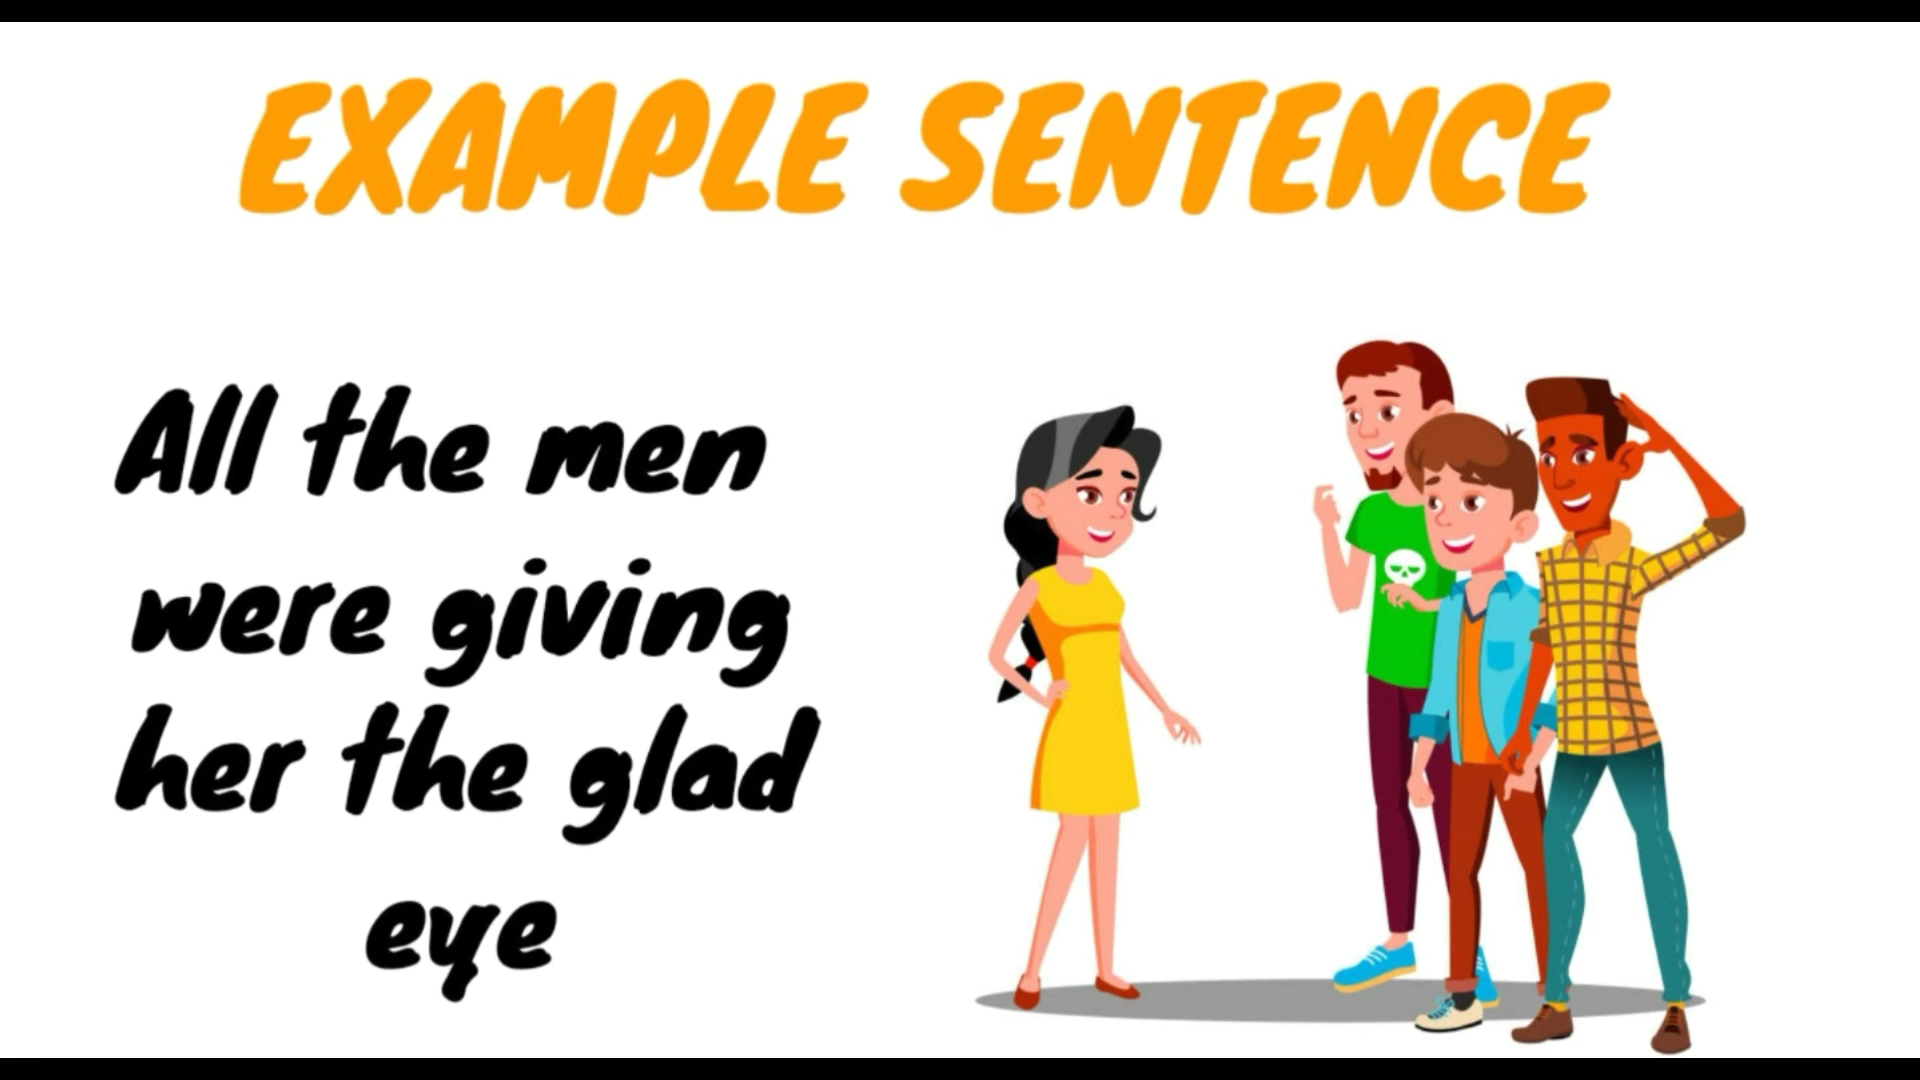 EXAMPLE SENTENCE
All the men
were giving
her the glad
eye